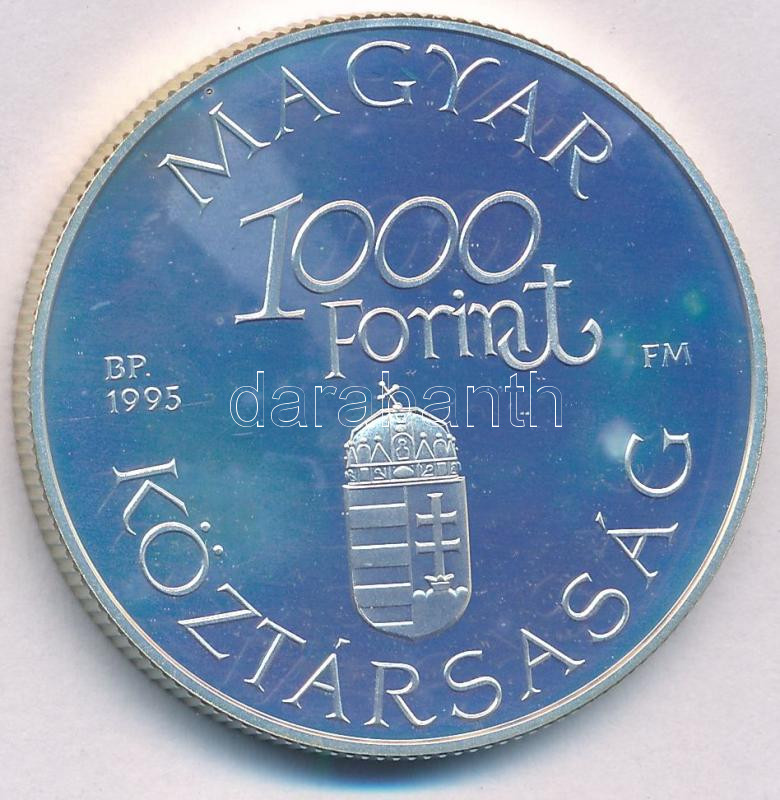 MAGYAR
1000
Forint
BP.
1995
FM
darabanth
KÖZTÁRSASÁG